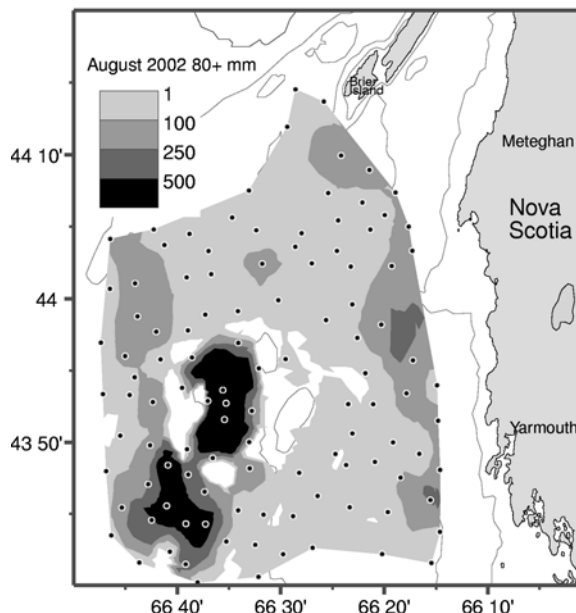 August 2002 80+ mm
1
100
250
500
Brier
Island
Meteghan
Nova
Scotia
Yarmouth
44 10'
44
43 50'
66 40'
66 30'
66 20'
66 10'